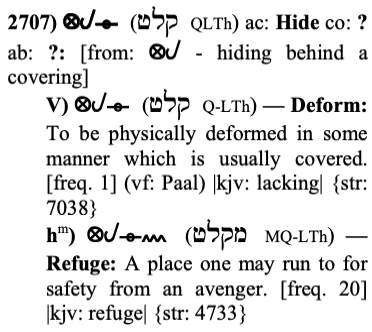 2707) (קלט QLTh) ac: Hide co: ?
ab: ?: [from: - hiding behind a
covering]
V) (קלט Q-LTh) — Deform:
To be physically deformed in some
manner which is usually covered.
[freq. 1] (vf: Paal) |kjv: lacking| {str:
7038}
hᵐ) (מקלט MQ-LTh) —
Refuge: A place one may run to for
safety from an avenger. [freq. 20]
|kjv: refuge| {str: 4733}